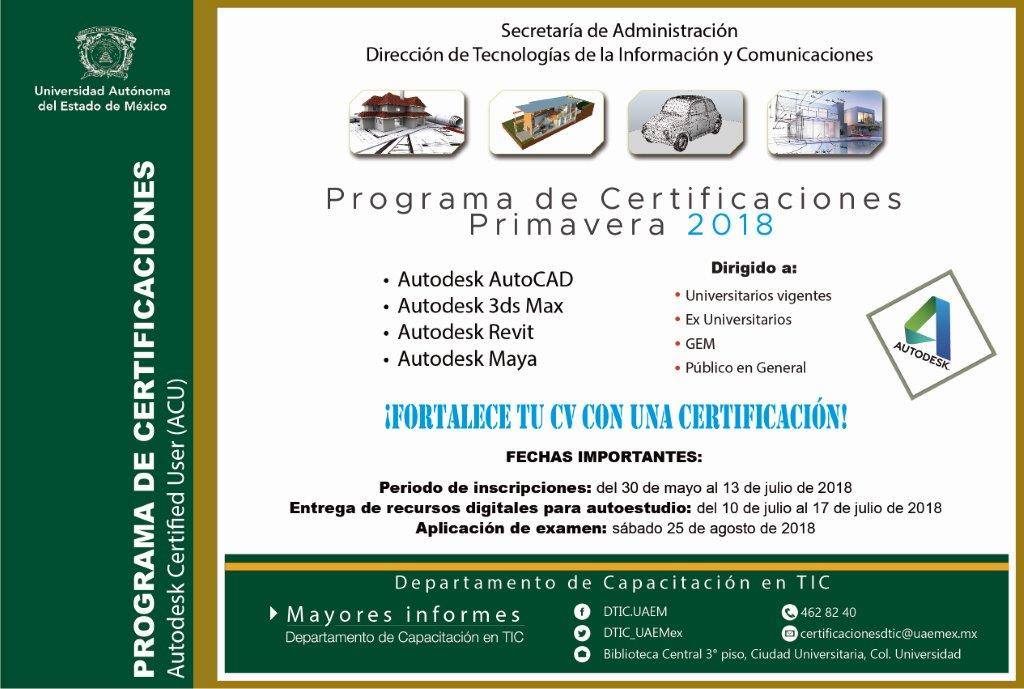 Universidad Autónoma
del Estado de México
PROGRAMA DE CERTIFICACIONES
Autodesk Certified User (ACU)
Secretaría de Administración
Dirección de Tecnologías de la Información y Comunicaciones
Programa de Certificaciones
Primavera 2018
• Autodesk AutoCAD
• Autodesk 3ds Max
• Autodesk Revit
• Autodesk Maya
Dirigido a:
• Universitarios vigentes
• Ex Universitarios
• GEM
• Público en General
AUTODESK.
¡FORTALECE TU CV CON UNA CERTIFICACIÓN!
FECHAS IMPORTANTES:
Periodo de inscripciones: del 30 de mayo al 13 de julio de 2018
Entrega de recursos digitales para autoestudio: del 10 de julio al 17 de julio de 2018
Aplicación de examen: sábado 25 de agosto de 2018
Departamento de Capacitación en TIC
Mayores informes
Departamento de Capacitación en TIC
DTIC.UAEM
DTIC_UAEMex
462 82 40
certificacionesdtic@uaemex.mx
Biblioteca Central 3° piso, Ciudad Universitaria, Col. Universidad